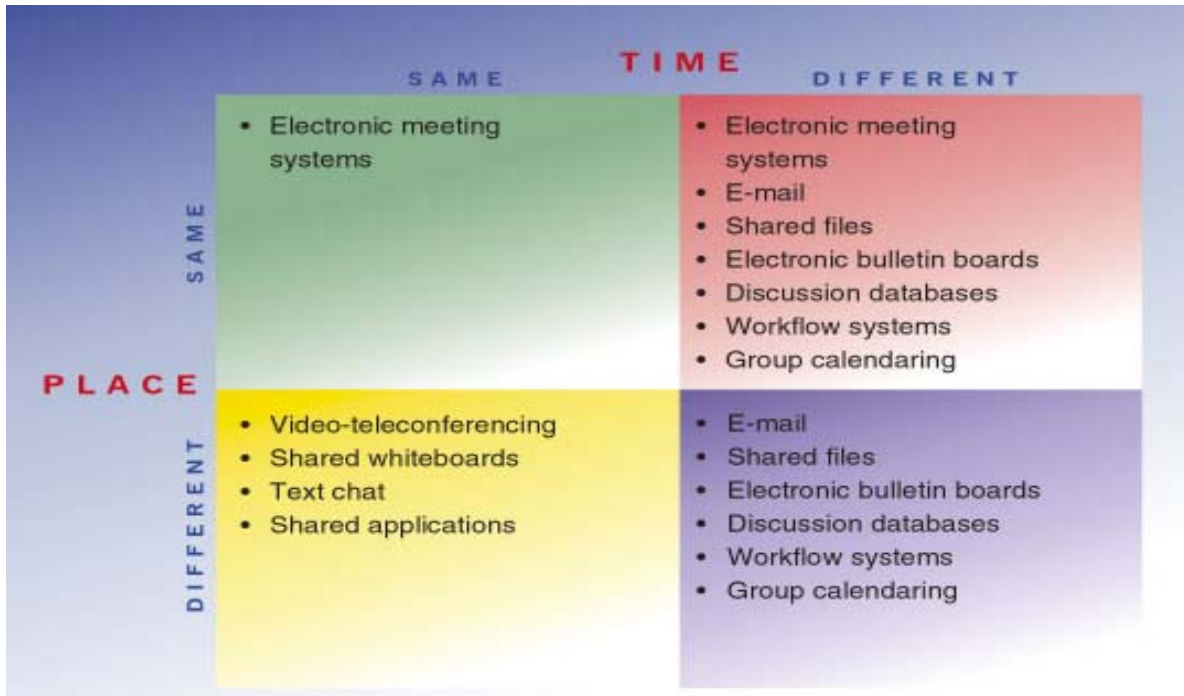 TIME
SAME
DIFFERENT
SAME
• Electronic meeting
systems
• Electronic meeting
systems
• E-mail
• Shared files
• Electronic bulletin boards
• Discussion databases
• Workflow systems
• Group calendaring
PLACE
DIFFERENT
• Video-teleconferencing
• Shared whiteboards
• Text chat
• Shared applications
• E-mail
• Shared files
• Electronic bulletin boards
• Discussion databases
• Workflow systems
• Group calendaring